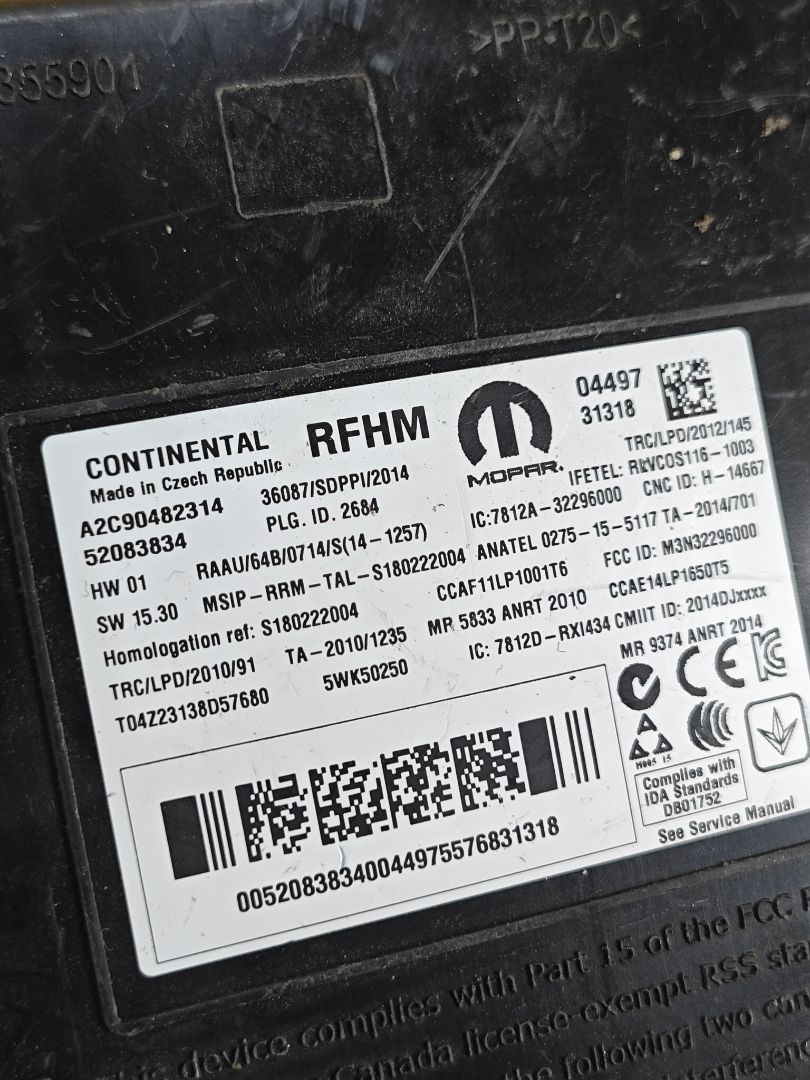 355901
>PP-T20<
CONTINENTAL
Made in Czech Republic
RFHM
MOPAR.
04497
31318
A2C90482314
52083834
36087/SDPPI/2014
PLG. ID. 2684
TRC/LPD/2012/145
IFETEL: RLVCOS116-1003
IC:7812A-32296000 CNC ID: H-14667
HW 01 RAAU/64B/0714/S(14-1257) ANATEL 0275-15-5117 TA-2014/701
SW 15.30 MSIP-RRM-TAL-S180222004 CCAF11LP1001T6 FCC ID: M3N32296000
Homologation ref: S180222004 MR 5833 ANRT 2010 CCAE14LP1650T5
TRC/LPD/2010/91 TA-2010/1235 IC: 7812D-RXI434 CMIIT ID: 2014DJxxxx
T04Z23138D57680 5WK50250 MR 9374 ANRT 2014
CE
H005 15
Complies with
IDA Standards
DB01752
See Service Manual
00520838340044975576831318
This device complies with Part 15 of the FCC
Canada license-exempt RSS sta
the following two con
interferenc